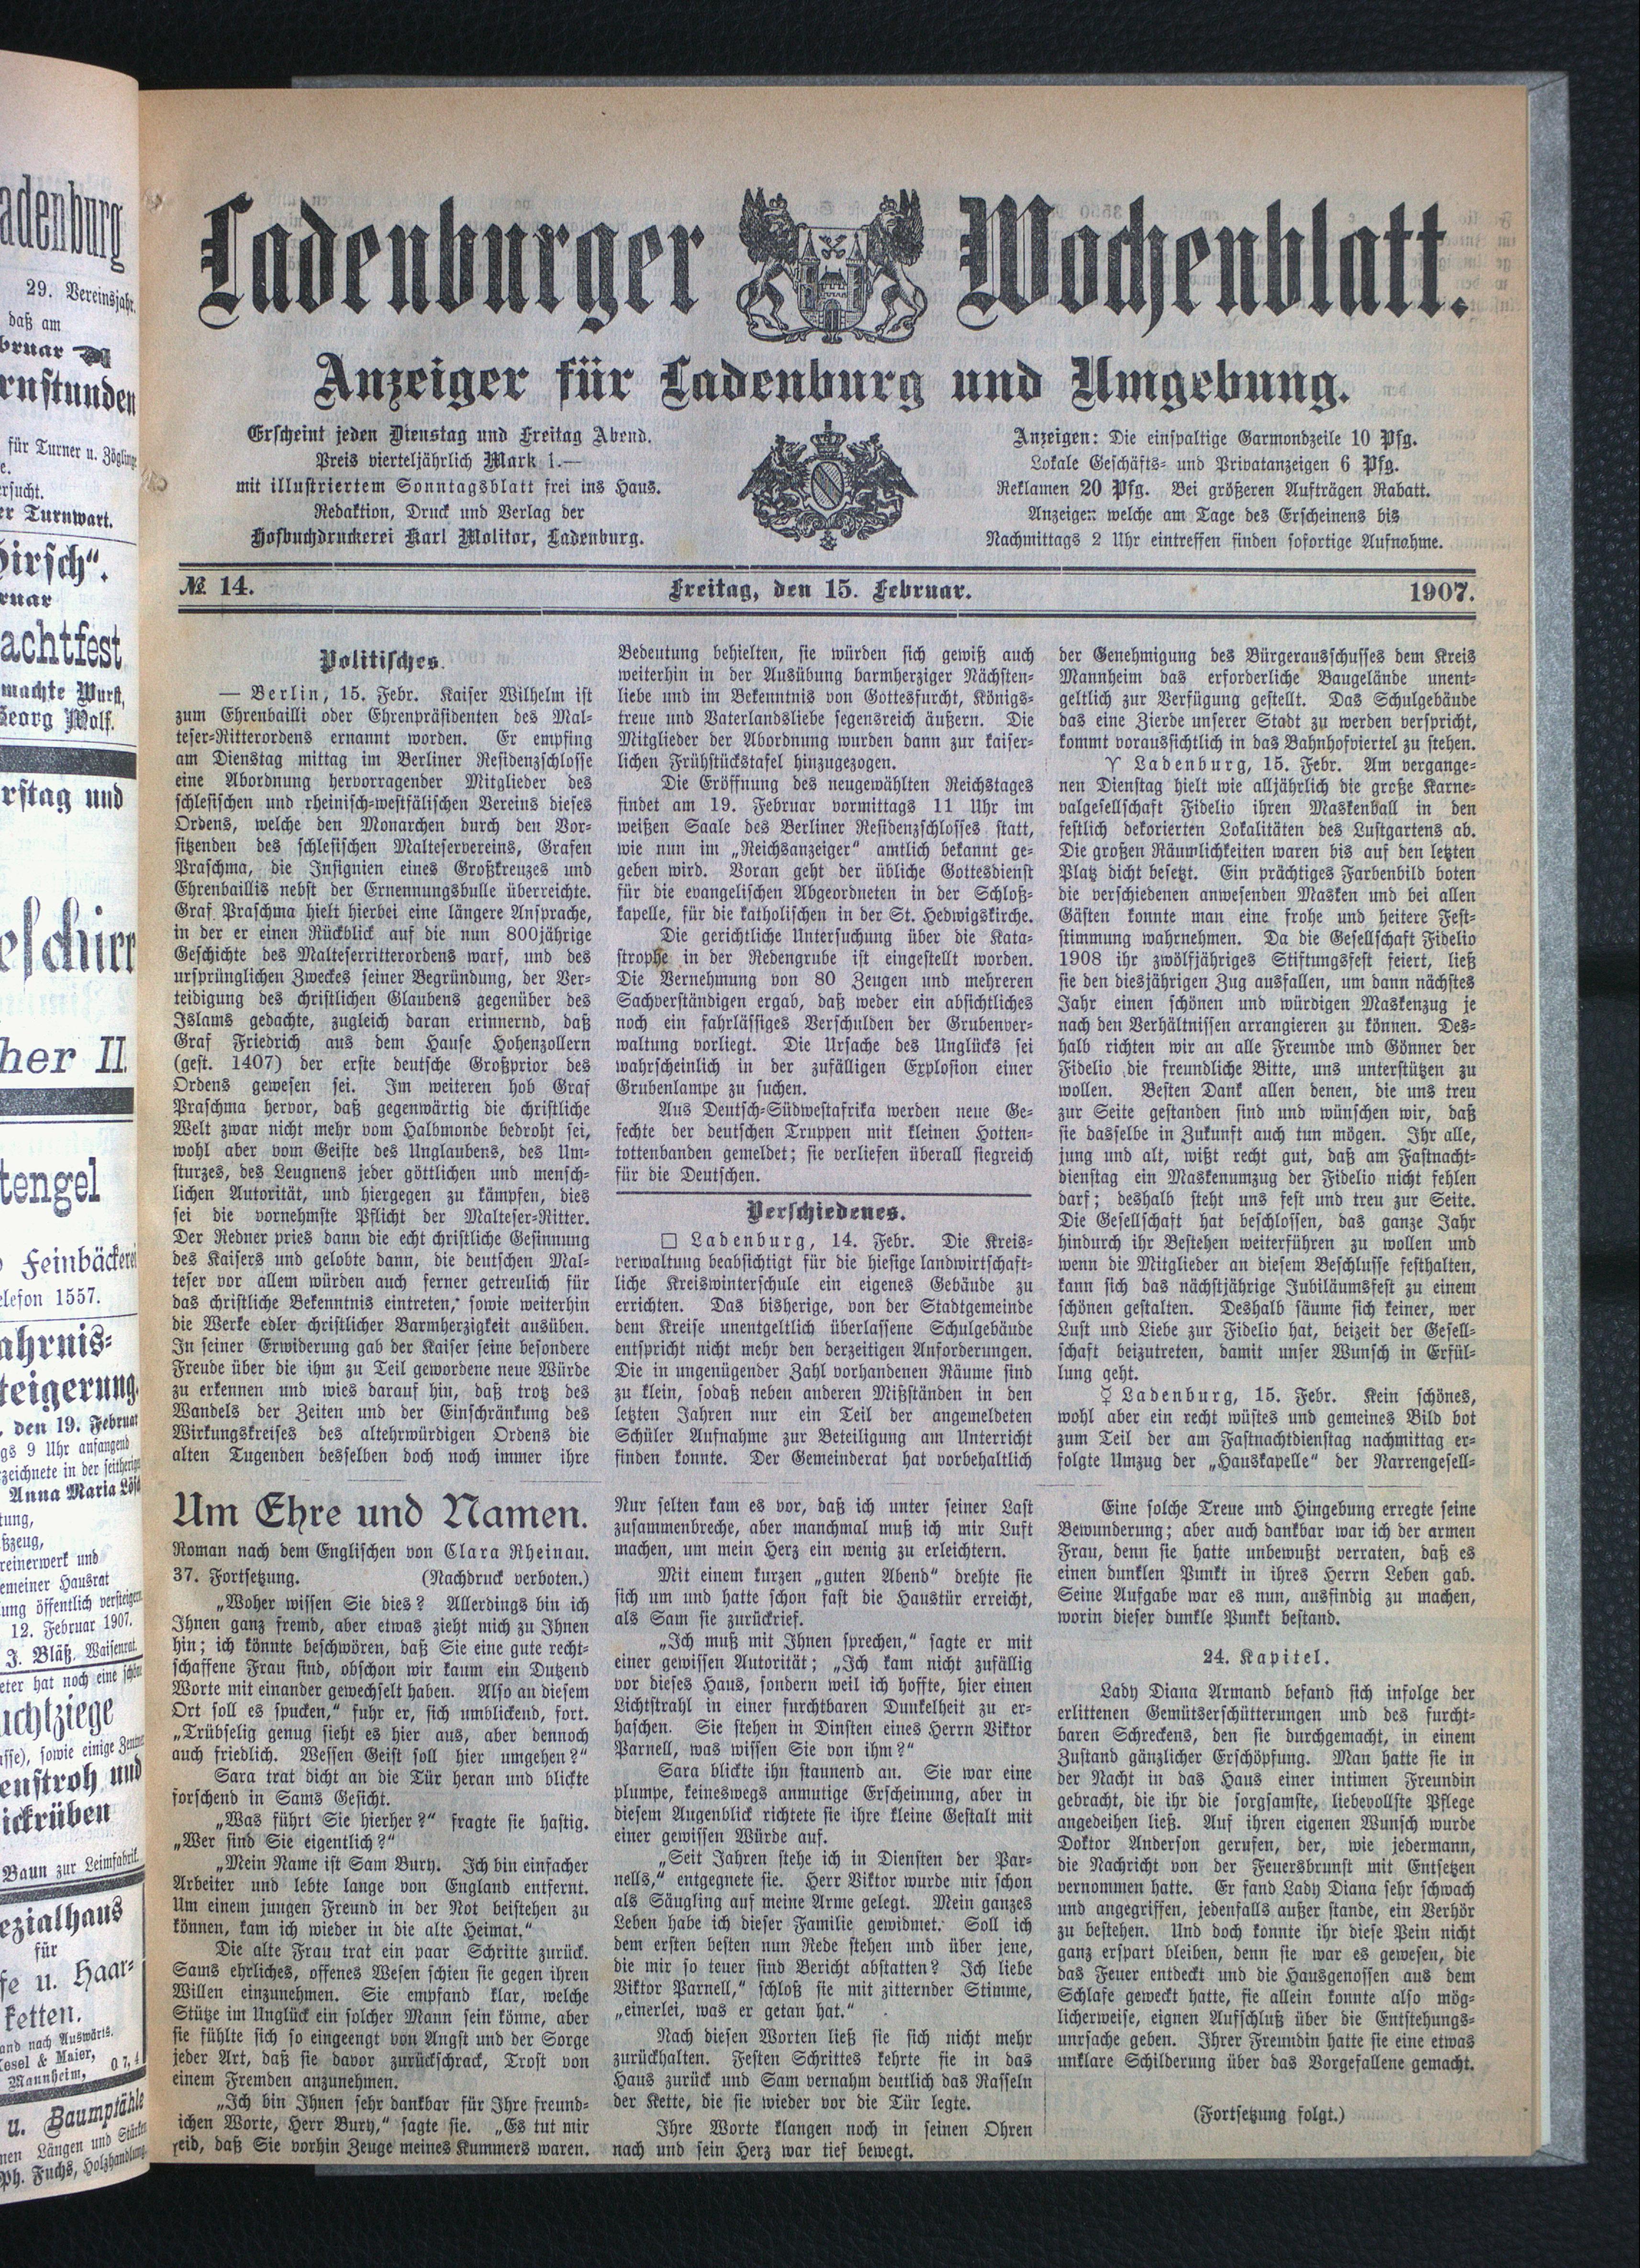 adenburg
29. Vereinsjahr.
daß am
bruar
rnstunden
für Turner u. Zöglinge
e.
rsucht.
er Turnwart.
Hirsch“.
ruar
achtfest
machte Wurst,
Georg Wolf.
rstag und
eschirr
her II.
tengel
Feinbäckerei
elefon 1557.
ahrnis-
teigerung.
, den 19. Februar
gs 9 Uhr anfangend
zeichnete in der seitherigen
Anna Maria Lösch
tung,
ßzeug,
reinerwerk und
emeiner Hausrat
ung öffentlich versteigern.
12. Februar 1907.
J. Bläß, Waisenrat.
eter hat noch eine schöne
uchtziege
sse), sowie einige Zentner
enstroh und
ickrüben
Baun zur Leimfabrik.
ezialhaus
für
fe u. Haar-
ketten.
and nach Auswärts.
Kesel & Maier,
Mannheim, O 7, 4
u. Baumpfähle
nen Längen und Stärken
Ph. Fuchs, Holzhandlung.
Ladenburger Wochenblatt.
Anzeiger für Ladenburg und Umgebung.
Erscheint jeden Dienstag und Freitag Abend.
Preis vierteljährlich Mark 1.—
mit illustriertem Sonntagsblatt frei ins Haus.
Redaktion, Druck und Verlag der
Hofbuchdruckerei Karl Molitor, Ladenburg.
Anzeigen: Die einspaltige Garmondzeile 10 Pfg.
Lokale Geschäfts- und Privatanzeigen 6 Pfg.
Reklamen 20 Pfg. Bei größeren Aufträgen Rabatt.
Anzeigen welche am Tage des Erscheinens bis
Nachmittags 2 Uhr eintreffen finden sofortige Aufnahme.
№ 14. Freitag, den 15. Februar. 1907.
Politisches.
— Berlin, 15. Febr. Kaiser Wilhelm ist
zum Ehrenbailli oder Ehrenpräsidenten des Mal-
teser-Ritterordens ernannt worden. Er empfing
am Dienstag mittag im Berliner Residenzschlosse
eine Abordnung hervorragender Mitglieder des
schlesischen und rheinisch-westfälischen Vereins dieses
Ordens, welche den Monarchen durch den Vor-
sitzenden des schlesischen Malteservereins, Grafen
Praschma, die Insignien eines Großkreuzes und
Ehrenbaillis nebst der Ernennungsbulle überreichte.
Graf Praschma hielt hierbei eine längere Ansprache,
in der er einen Rückblick auf die nun 800jährige
Geschichte des Malteserritterordens warf, und des
ursprünglichen Zweckes seiner Begründung, der Ver-
teidigung des christlichen Glaubens gegenüber des
Islams gedachte, zugleich daran erinnernd, daß
Graf Friedrich aus dem Hause Hohenzollern
(gest. 1407) der erste deutsche Großprior des
Ordens gewesen sei. Im weiteren hob Graf
Praschma hervor, daß gegenwärtig die christliche
Welt zwar nicht mehr vom Halbmonde bedroht sei,
wohl aber vom Geiste des Unglaubens, des Um-
sturzes, des Leugnens jeder göttlichen und mensch-
lichen Autorität, und hiergegen zu kämpfen, dies
sei die vornehmste Pflicht der Malteser-Ritter.
Der Redner pries dann die echt christliche Gesinnung
des Kaisers und gelobte dann, die deutschen Mal-
teser vor allem würden auch ferner getreulich für
das christliche Bekenntnis eintreten, sowie weiterhin
die Werke edler christlicher Barmherzigkeit ausüben.
In seiner Erwiderung gab der Kaiser seine besondere
Freude über die ihm zu Teil gewordene neue Würde
zu erkennen und wies darauf hin, daß trotz des
Wandels der Zeiten und der Einschränkung des
Wirkungskreises des altehrwürdigen Ordens die
alten Tugenden desselben doch noch immer ihre
Bedeutung behielten, sie würden sich gewiß auch
weiterhin in der Ausübung barmherziger Nächsten-
liebe und im Bekenntnis von Gottesfurcht, Königs-
treue und Vaterlandsliebe segensreich äußern. Die
Mitglieder der Abordnung wurden dann zur kaiser-
lichen Frühstückstafel hinzugezogen.
Die Eröffnung des neugewählten Reichstages
findet am 19. Februar vormittags 11 Uhr im
weißen Saale des Berliner Residenzschlosses statt,
wie nun im „Reichsanzeiger“ amtlich bekannt ge-
geben wird. Voran geht der übliche Gottesdienst
für die evangelischen Abgeordneten in der Schloß-
kapelle, für die katholischen in der St. Hedwigskirche.
Die gerichtliche Untersuchung über die Kata-
strophe in der Redengrube ist eingestellt worden.
Die Vernehmung von 80 Zeugen und mehreren
Sachverständigen ergab, daß weder ein absichtliches
noch ein fahrlässiges Verschulden der Grubenver-
waltung vorliegt. Die Ursache des Unglücks sei
wahrscheinlich in der zufälligen Explosion einer
Grubenlampe zu suchen.
Aus Deutsch-Südwestafrika werden neue Ge-
fechte der deutschen Truppen mit kleinen Hotten-
tottenbanden gemeldet; sie verliefen überall siegreich
für die Deutschen.
Verschiedenes.
□ Ladenburg, 14. Febr. Die Kreis-
verwaltung beabsichtigt für die hiesige landwirtschaft-
liche Kreiswinterschule ein eigenes Gebäude zu
errichten. Das bisherige, von der Stadtgemeinde
dem Kreise unentgeltlich überlassene Schulgebäude
entspricht nicht mehr den derzeitigen Anforderungen.
Die in ungenügender Zahl vorhandenen Räume sind
zu klein, sodaß neben anderen Mißständen in den
letzten Jahren nur ein Teil der angemeldeten
Schüler Aufnahme zur Beteiligung am Unterricht
finden konnte. Der Gemeinderat hat vorbehaltlich
der Genehmigung des Bürgerausschusses dem Kreis
Mannheim das erforderliche Baugelände unent-
geltlich zur Verfügung gestellt. Das Schulgebäude
das eine Zierde unserer Stadt zu werden verspricht,
kommt voraussichtlich in das Bahnhofviertel zu stehen.
♈ Ladenburg, 15. Febr. Am vergange-
nen Dienstag hielt wie alljährlich die große Karne-
valgesellschaft Fidelio ihren Maskenball in den
festlich dekorierten Lokalitäten des Lustgartens ab.
Die großen Räumlichkeiten waren bis auf den letzten
Platz dicht besetzt. Ein prächtiges Farbenbild boten
die verschiedenen anwesenden Masken und bei allen
Gästen konnte man eine frohe und heitere Fest-
stimmung wahrnehmen. Da die Gesellschaft Fidelio
1908 ihr zwölfjähriges Stiftungsfest feiert, ließ
sie den diesjährigen Zug ausfallen, um dann nächstes
Jahr einen schönen und würdigen Maskenzug je
nach den Verhältnissen arrangieren zu können. Des-
halb richten wir an alle Freunde und Gönner der
Fidelio die freundliche Bitte, uns unterstützen zu
wollen. Besten Dank allen denen, die uns treu
zur Seite gestanden sind und wünschen wir, daß
sie dasselbe in Zukunft auch tun mögen. Ihr alle,
jung und alt, wißt recht gut, daß am Fastnacht-
dienstag ein Maskenumzug der Fidelio nicht fehlen
darf; deshalb steht uns fest und treu zur Seite.
Die Gesellschaft hat beschlossen, das ganze Jahr
hindurch ihr Bestehen weiterführen zu wollen und
wenn die Mitglieder an diesem Beschlusse festhalten,
kann sich das nächstjährige Jubiläumsfest zu einem
schönen gestalten. Deshalb säume sich keiner, wer
Lust und Liebe zur Fidelio hat, beizeit der Gesell-
schaft beizutreten, damit unser Wunsch in Erfül-
lung geht.
☿ Ladenburg, 15. Febr. Kein schönes,
wohl aber ein recht wüstes und gemeines Bild bot
zum Teil der am Fastnachtdienstag nachmittag er-
folgte Umzug der „Hauskapelle“ der Narrengesell-
Um Ehre und Namen.
Roman nach dem Englischen von Clara Rheinau.
37. Fortsetzung. (Nachdruck verboten.)
„Woher wissen Sie dies? Allerdings bin ich
Ihnen ganz fremd, aber etwas zieht mich zu Ihnen
hin; ich könnte beschwören, daß Sie eine gute recht-
schaffene Frau sind, obschon wir kaum ein Dutzend
Worte mit einander gewechselt haben. Also an diesem
Ort soll es spucken,“ fuhr er, sich umblickend, fort.
„Trübselig genug sieht es hier aus, aber dennoch
auch friedlich. Wessen Geist soll hier umgehen?“
Sara trat dicht an die Tür heran und blickte
forschend in Sams Gesicht.
„Was führt Sie hierher?“ fragte sie hastig.
„Wer sind Sie eigentlich?“
„Mein Name ist Sam Bury. Ich bin einfacher
Arbeiter und lebte lange von England entfernt.
Um einem jungen Freund in der Not beistehen zu
können, kam ich wieder in die alte Heimat.“
Die alte Frau trat ein paar Schritte zurück.
Sams ehrliches, offenes Wesen schien sie gegen ihren
Willen einzunehmen. Sie empfand klar, welche
Stütze im Unglück ein solcher Mann sein könne, aber
sie fühlte sich so eingeengt von Angst und der Sorge
jeder Art, daß sie davor zurückschrack, Trost von
einem Fremden anzunehmen.
„Ich bin Ihnen sehr dankbar für Ihre freund-
ichen Worte, Herr Bury,“ sagte sie. „Es tut mir
eid, daß Sie vorhin Zeuge meines Kummers waren.
Nur selten kam es vor, daß ich unter seiner Last
zusammenbreche, aber manchmal muß ich mir Luft
machen, um mein Herz ein wenig zu erleichtern.
Mit einem kurzen „guten Abend“ drehte sie
sich um und hatte schon fast die Haustür erreicht,
als Sam sie zurückrief.
„Ich muß mit Ihnen sprechen,“ sagte er mit
einer gewissen Autorität; „Ich kam nicht zufällig
vor dieses Haus, sondern weil ich hoffte, hier einen
Lichtstrahl in einer furchtbaren Dunkelheit zu er-
haschen. Sie stehen in Dinsten eines Herrn Viktor
Parnell, was wissen Sie von ihm?“
Sara blickte ihn staunend an. Sie war eine
plumpe, keineswegs anmutige Erscheinung, aber in
diesem Augenblick richtete sie ihre kleine Gestalt mit
einer gewissen Würde auf.
„Seit Jahren stehe ich in Diensten der Par-
nells,“ entgegnete sie. Herr Viktor wurde mir schon
als Säugling auf meine Arme gelegt. Mein ganzes
Leben habe ich dieser Familie gewidmet. Soll ich
dem ersten besten nun Rede stehen und über jene,
die mir so teuer sind Bericht abstatten? Ich liebe
Viktor Parnell,“ schloß sie mit zitternder Stimme,
„einerlei, was er getan hat.“
Nach diesen Worten ließ sie sich nicht mehr
zurückhalten. Festen Schrittes kehrte sie in das
Haus zurück und Sam vernahm deutlich das Rasseln
der Kette, die sie wieder vor die Tür legte.
Ihre Worte klangen noch in seinen Ohren
nach und sein Herz war tief bewegt.
Eine solche Treue und Hingebung erregte seine
Bewunderung; aber auch dankbar war ich der armen
Frau, denn sie hatte unbewußt verraten, daß es
einen dunklen Punkt in ihres Herrn Leben gab.
Seine Aufgabe war es nun, ausfindig zu machen,
worin dieser dunkle Punkt bestand.
24. Kapitel.
Lady Diana Armand befand sich infolge der
erlittenen Gemütserschütterungen und des furcht-
baren Schreckens, den sie durchgemacht, in einem
Zustand gänzlicher Erschöpfung. Man hatte sie in
der Nacht in das Haus einer intimen Freundin
gebracht, die ihr die sorgsamste, liebevollste Pflege
angedeihen ließ. Auf ihren eigenen Wunsch wurde
Doktor Anderson gerufen, der, wie jedermann,
die Nachricht von der Feuersbrunst mit Entsetzen
vernommen hatte. Er fand Lady Diana sehr schwach
und angegriffen, jedenfalls außer stande, ein Verhör
zu bestehen. Und doch konnte ihr diese Pein nicht
ganz erspart bleiben, denn sie war es gewesen, die
das Feuer entdeckt und die Hausgenossen aus dem
Schlafe geweckt hatte, sie allein konnte also mög-
licherweise, eignen Aufschluß über die Entstehungs-
unrsache geben. Ihrer Freundin hatte sie eine etwas
unklare Schilderung über das Vorgefallene gemacht.
(Fortsetzung folgt.)